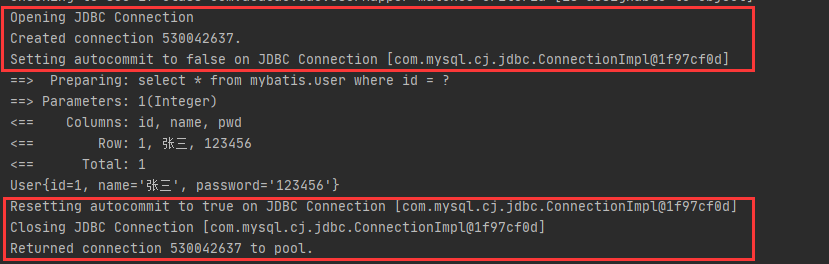 Opening JDBC Connection
Created connection 530042637.
Setting autocommit to false on JDBC Connection [com.mysql.cj.jdbc.ConnectionImpl@1f97cf0d]
==>  Preparing: select * from mybatis.user where id = ?
==> Parameters: 1(Integer)
<==    Columns: id, name, pwd
<==        Row: 1, 张三, 123456
<==      Total: 1
User{id=1, name='张三', password='123456'}
Resetting autocommit to true on JDBC Connection [com.mysql.cj.jdbc.ConnectionImpl@1f97cf0d]
Closing JDBC Connection [com.mysql.cj.jdbc.ConnectionImpl@1f97cf0d]
Returned connection 530042637 to pool.